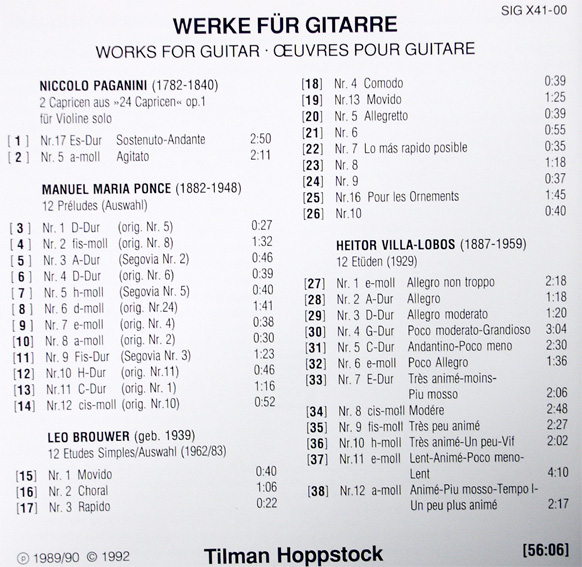 SIG X41-00
WERKE FÜR GITARRE
WORKS FOR GUITAR · ŒUVRES POUR GUITARE
NICCOLO PAGANINI (1782-1840)
2 Capricen aus »24 Capricen« op.1
für Violine solo
[ 1 ] Nr.17 Es-Dur Sostenuto-Andante 2:50
[ 2 ] Nr. 5 a-moll Agitato 2:11
MANUEL MARIA PONCE (1882-1948)
12 Préludes (Auswahl)
[ 3 ] Nr. 1 D-Dur (orig. Nr. 5) 0:27
[ 4 ] Nr. 2 fis-moll (orig. Nr. 8) 1:32
[ 5 ] Nr. 3 A-Dur (Segovia Nr. 2) 0:46
[ 6 ] Nr. 4 D-Dur (orig. Nr. 6) 0:39
[ 7 ] Nr. 5 h-moll (Segovia Nr. 5) 0:40
[ 8 ] Nr. 6 d-moll (orig. Nr.24) 1:41
[ 9 ] Nr. 7 e-moll (orig. Nr. 4) 0:38
[10] Nr. 8 a-moll (orig. Nr. 2) 0:30
[11] Nr. 9 Fis-Dur (Segovia Nr. 3) 1:23
[12] Nr.10 H-Dur (orig. Nr.11) 0:46
[13] Nr.11 C-Dur (orig. Nr. 1) 1:16
[14] Nr.12 cis-moll (orig. Nr.10) 0:52
LEO BROUWER (geb. 1939)
12 Etudes Simples/Auswahl (1962/83)
[15] Nr. 1 Movido 0:40
[16] Nr. 2 Choral 1:06
[17] Nr. 3 Rapido 0:22
[18] Nr. 4 Comodo 0:39
[19] Nr.13 Movido 1:25
[20] Nr. 5 Allegretto 0:39
[21] Nr. 6 0:55
[22] Nr. 7 Lo más rapido posible 0:35
[23] Nr. 8 1:18
[24] Nr. 9 0:37
[25] Nr.16 Pour les Ornements 1:45
[26] Nr.10 0:40
HEITOR VILLA-LOBOS (1887-1959)
12 Etüden (1929)
[27] Nr. 1 e-moll Allegro non troppo 2:18
[28] Nr. 2 A-Dur Allegro 1:18
[29] Nr. 3 D-Dur Allegro moderato 1:20
[30] Nr. 4 G-Dur Poco moderato-Grandioso 3:04
[31] Nr. 5 C-Dur Andantino-Poco meno 2:30
[32] Nr. 6 e-moll Poco Allegro 1:36
[33] Nr. 7 E-Dur Très animé-moins-
Piu mosso 2:06
[34] Nr. 8 cis-moll Modére 2:48
[35] Nr. 9 fis-moll Très peu animé 2:27
[36] Nr.10 h-moll Très animé-Un peu-Vif 2:02
[37] Nr.11 e-moll Lent-Animé-Poco meno-
Lent 4:10
[38] Nr.12 a-moll Animé-Piu mosso-Tempo I-
Un peu plus animé 2:17
℗ 1989/90 © 1992
Tilman Hoppstock
[56:06]